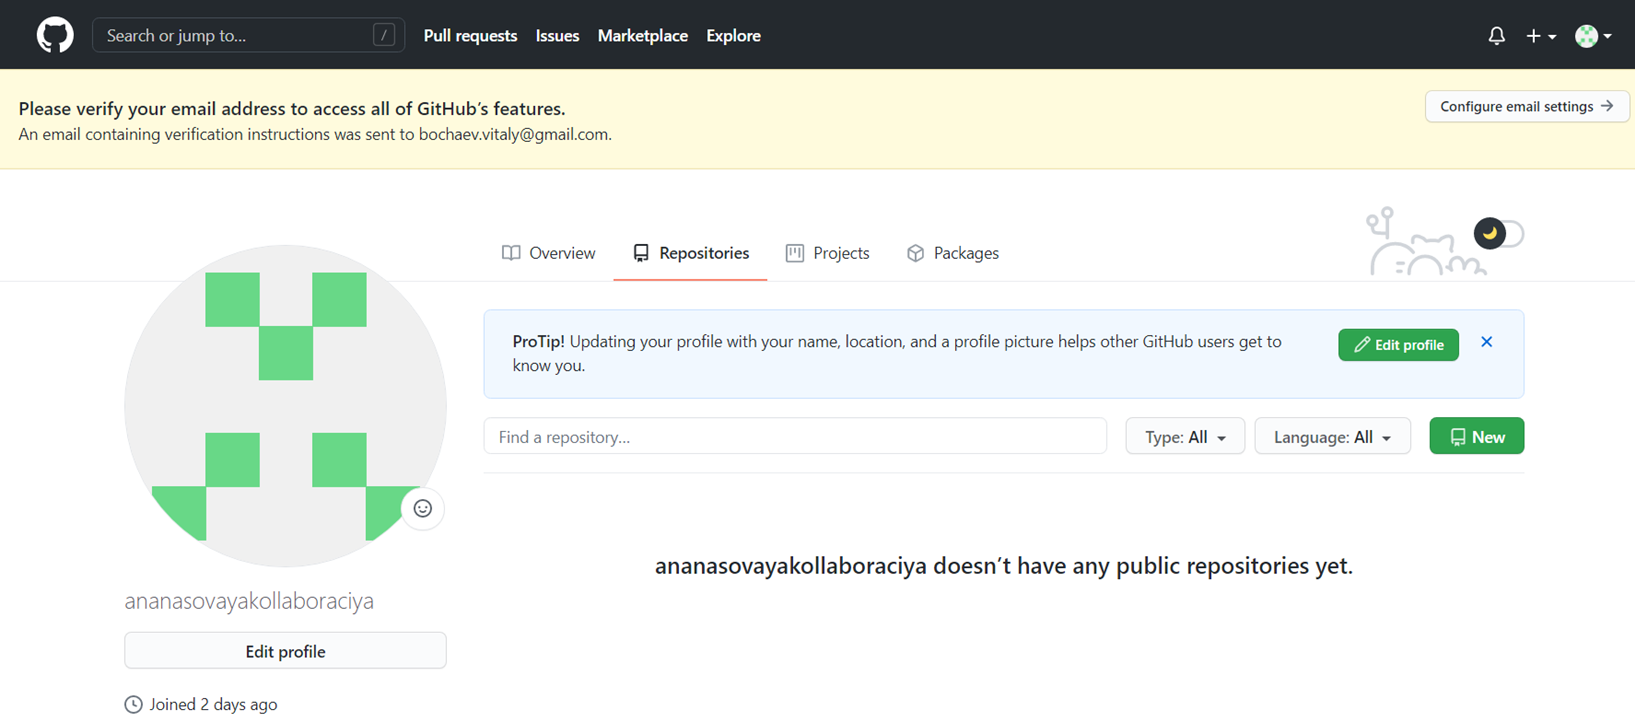 Search or jump to...
/
Pull requests
Issues
Marketplace
Explore
Please verify your email address to access all of GitHub’s features.
An email containing verification instructions was sent to bochaev.vitaly@gmail.com.
Configure email settings
Overview
Repositories
Projects
Packages
ProTip! Updating your profile with your name, location, and a profile picture helps other GitHub users get to
know you.
Edit profile
Find a repository...
Type: All
Language: All
New
ananasovayakollaboraciya doesn’t have any public repositories yet.
ananasovayakollaboraciya
Edit profile
Joined 2 days ago